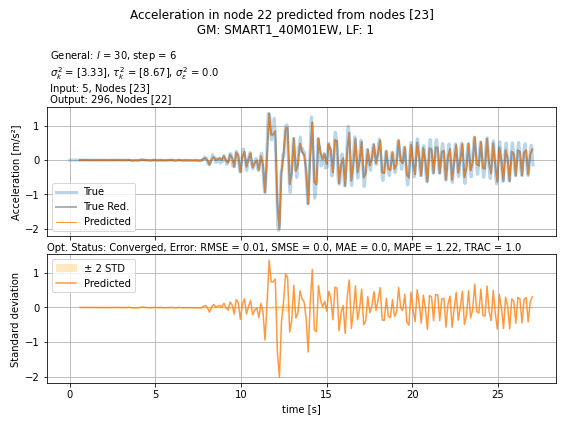 Acceleration in node 22 predicted from nodes [23]
GM: SMART1_40M01EW, LF: 1
General: l = 30, step = 6
σ²ₖ = [3.33], τ²ₖ = [8.67], σ²ε = 0.0
Input: 5, Nodes [23]
Output: 296, Nodes [22]
Acceleration [m/s²]
1
0
−1
−2
True
True Red.
Predicted
Opt. Status: Converged, Error: RMSE = 0.01, SMSE = 0.0, MAE = 0.0, MAPE = 1.22, TRAC = 1.0
Standard deviation
1
0
−1
−2
± 2 STD
Predicted
0 5 10 15 20 25
time [s]